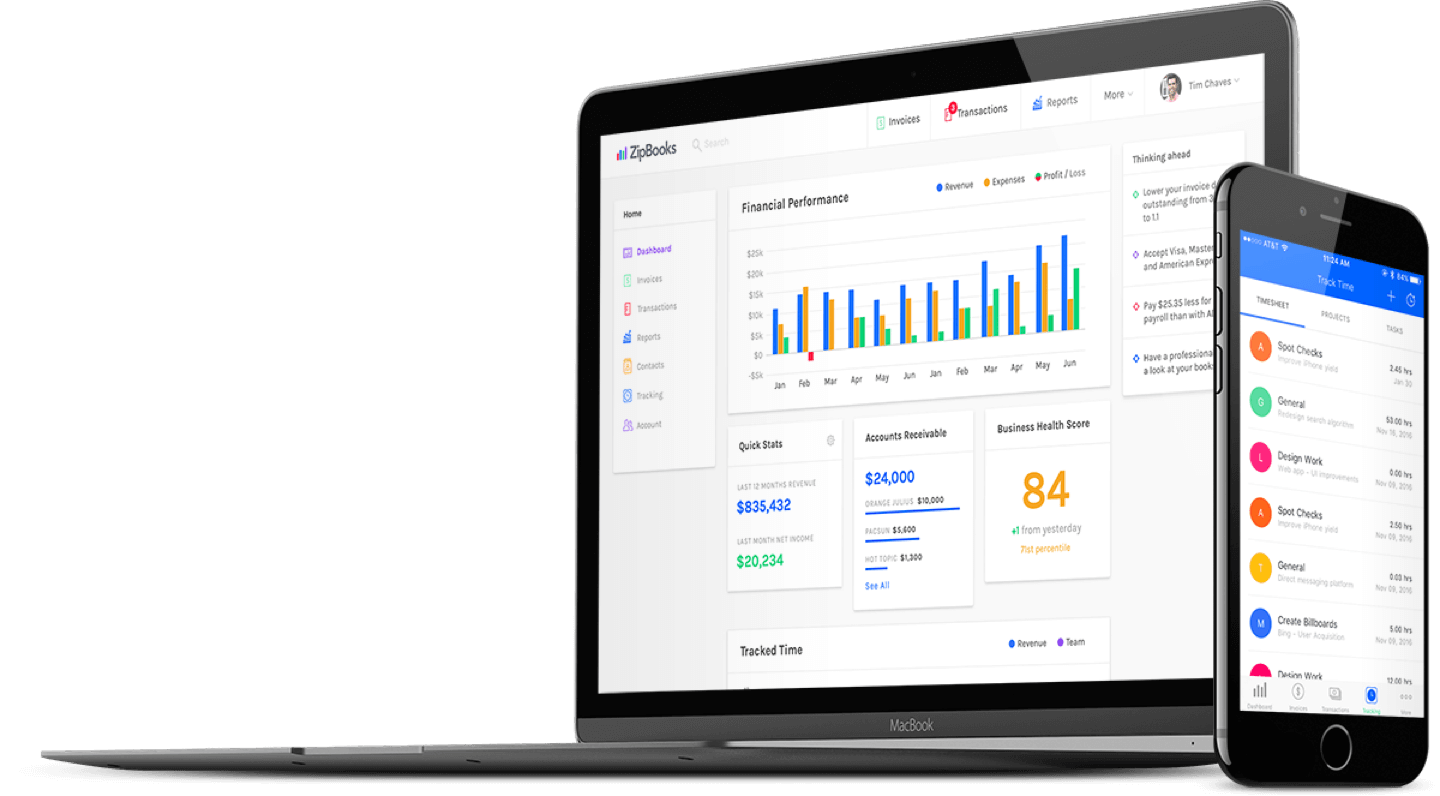 ZipBooks
Search
Invoices
3
Transactions
Reports
More
Tim Chaves
Home
Dashboard
Invoices
Transactions
Reports
Contacts
Tracking
Account
Financial Performance
Revenue
Expenses
Profit / Loss
$25k
$20k
$15k
$10k
$5k
$0
-$5k
Jan Feb Mar Apr May Jun Jan Feb Mar Apr May Jun
Thinking ahead
Lower your invoice d
outstanding from 3
to 1.1
Accept Visa, Master
and American Expr
Pay $25.35 less for
payroll than with A
Have a professiona
a look at your book
Quick Stats
LAST 12 MONTHS REVENUE
$835,432
LAST MONTH NET INCOME
$20,234
Accounts Receivable
$24,000
ORANGE JULIUS $10,000
PACSUN $5,600
HOT TOPIC $1,300
See All
Business Health Score
84
+1 from yesterday
71st percentile
Tracked Time
Revenue
Team
MacBook
AT&T
11:24 AM
84%
Track Time
TIMESHEET
PROJECTS
TASKS
A
Spot Checks
Improve iPhone yield
2:45 hrs
Jan 30
G
General
Redesign search algorithm
53:00 hrs
Nov 16, 2016
L
Design Work
Web app - UI improvements
0:00 hrs
Nov 09, 2016
A
Spot Checks
Improve iPhone yield
2:50 hrs
Nov 09, 2016
T
General
Direct messaging platform
0:03 hrs
Nov 09, 2016
M
Create Billboards
Bing - User Acquisition
5:00 hrs
Nov 09, 2016
Design Work
12:00 hrs
Dashboard
Invoices
Transactions
Tracking
More